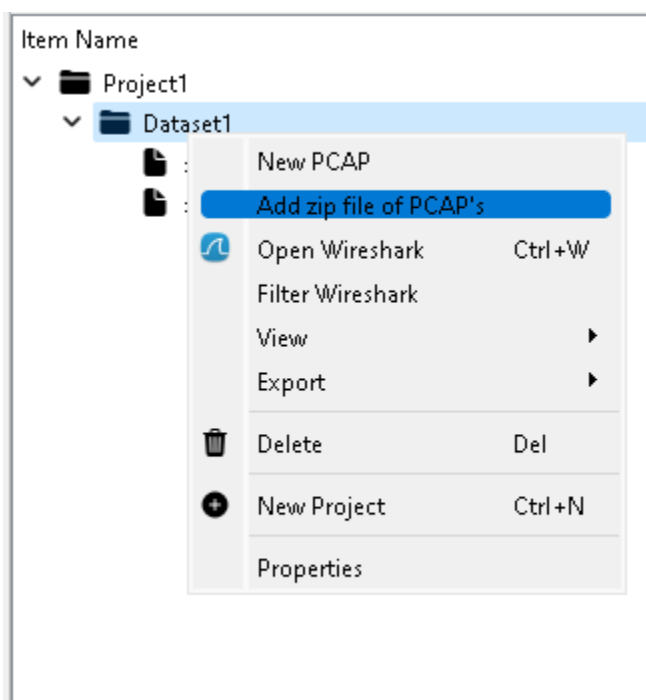 Item Name
Project1
Dataset1
New PCAP
Add zip file of PCAP's
Open Wireshark Ctrl+W
Filter Wireshark
View
Export
Delete Del
New Project Ctrl+N
Properties